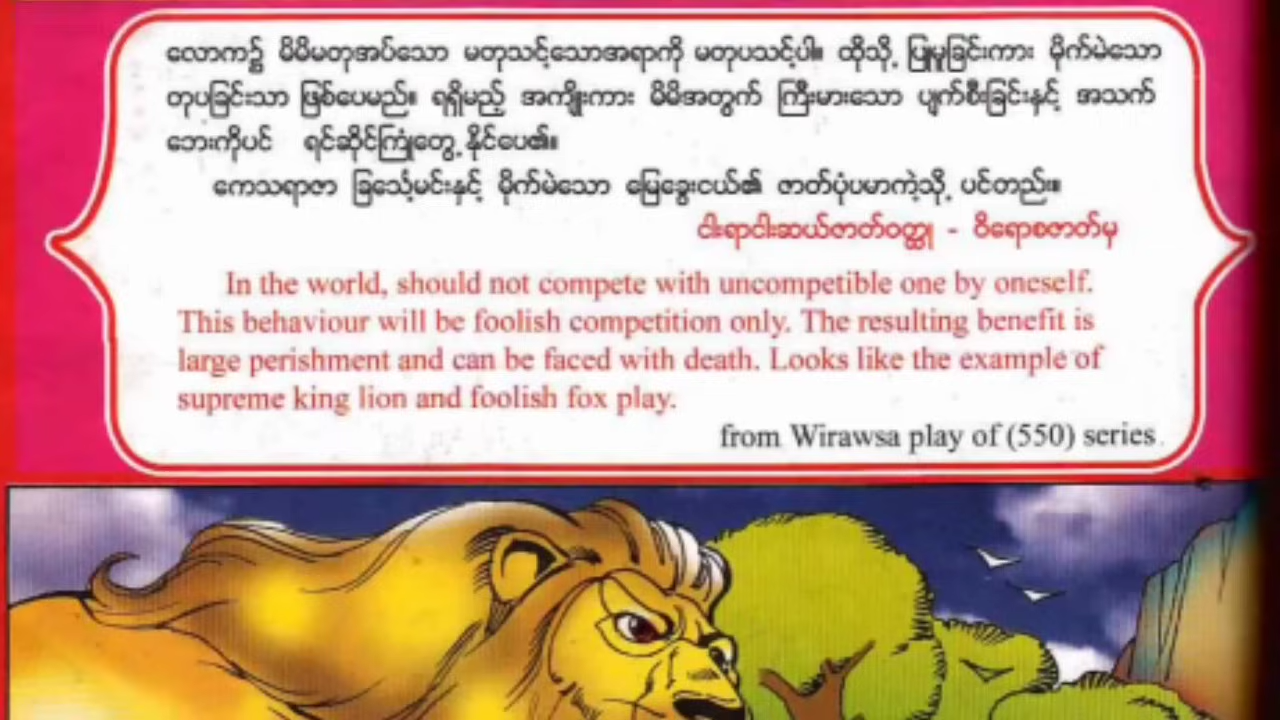 လောက၌ မိမိမတုအပ်သော မတုသင့်သောအရာကို မတုပသင့်ပါ။ ထိုသို့ ပြုမူခြင်းကား မိုက်မဲသော
တုပခြင်းသာ ဖြစ်ပေမည်။ ရရှိမည့် အကျိုးကား မိမိအတွက် ကြီးမားသော ပျက်စီးခြင်းနှင့် အသက်
ဘေးကိုပင် ရင်ဆိုင်ကြုံတွေ့နိုင်ပေ၏။
ကေသရာဇာ ခြင်္သေ့မင်းနှင့် မိုက်မဲသော မြေခွေးငယ်၏ ဇာတ်ပုံပမာကဲ့သို့ ပင်တည်း။
ငါးရာငါးဆယ်ဇာတ်ဝတ္ထု - ဝိရောစဇာတ်မှ
In the world, should not compete with uncompetible one by oneself.
This behaviour will be foolish competition only. The resulting benefit is
large perishment and can be faced with death. Looks like the example of
supreme king lion and foolish fox play.
from Wirawsa play of (550) series.